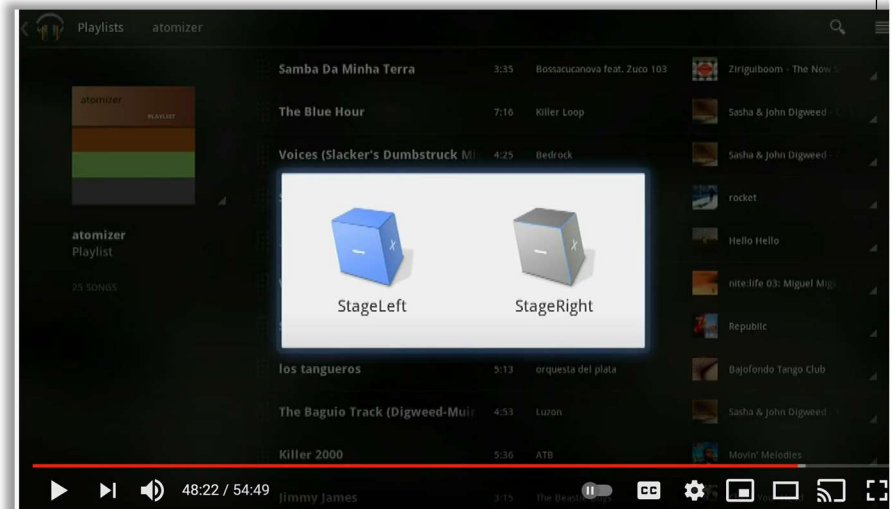 Playlists atomizer
Samba Da Minha Terra 3:35 Bossacucanova feat. Zuco 103 Ziriguiboom - The Now
atomizer
PLAYLIST
The Blue Hour 7:16 Killer Loop Sasha & John Digweed -
Voices (Slacker's Dumbstruck Mi 4:25 Bedrock Sasha & John Digweed
rocket
atomizer
Playlist
Hello Hello
25 SONGS
nite:life 03: Miguel Mig
StageLeft StageRight
Republic
los tangueros 5:13 orquesta del plata Bajofondo Tango Club
The Baguio Track (Digweed-Muir 4:53 Luzon Sasha & John Digweed
Killer 2000 5:36 ATB Movin' Melodies
48:22 / 54:49 CC
Jimmy James 3:15 The Beastie Boys